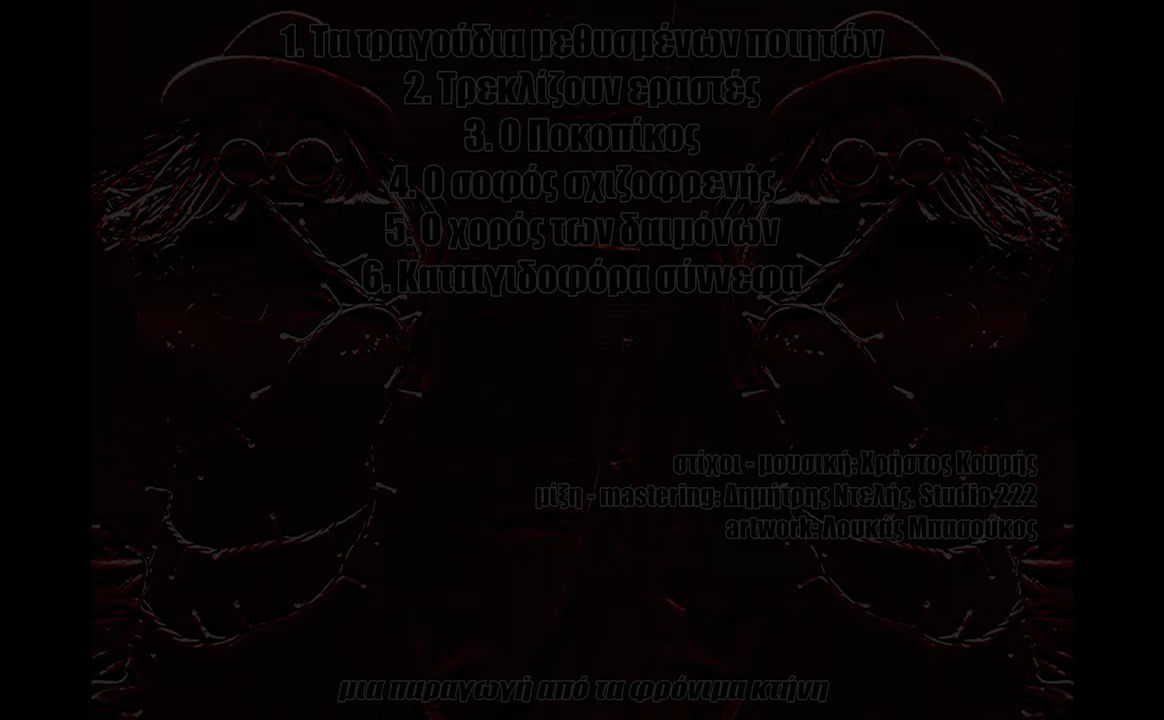 1. Τα τραγούδια μεθυσμένων ποιητών
2. Τρεκλίζουν εραστές
3. Ο Ποκοπίκος
4. Ο σοφός σχιζοφρενής
5. Ο χορός των δαιμόνων
6. Καταιγιδοφόρα σύννεφα
στίχοι - μουσική: Χρήστος Κουρής
μίξη - mastering: Δημήτρης Ντελής, Studio 222
artwork: Λουκάς Μπασούκος
μια παραγωγή από τα φρόνιμα κτήνη